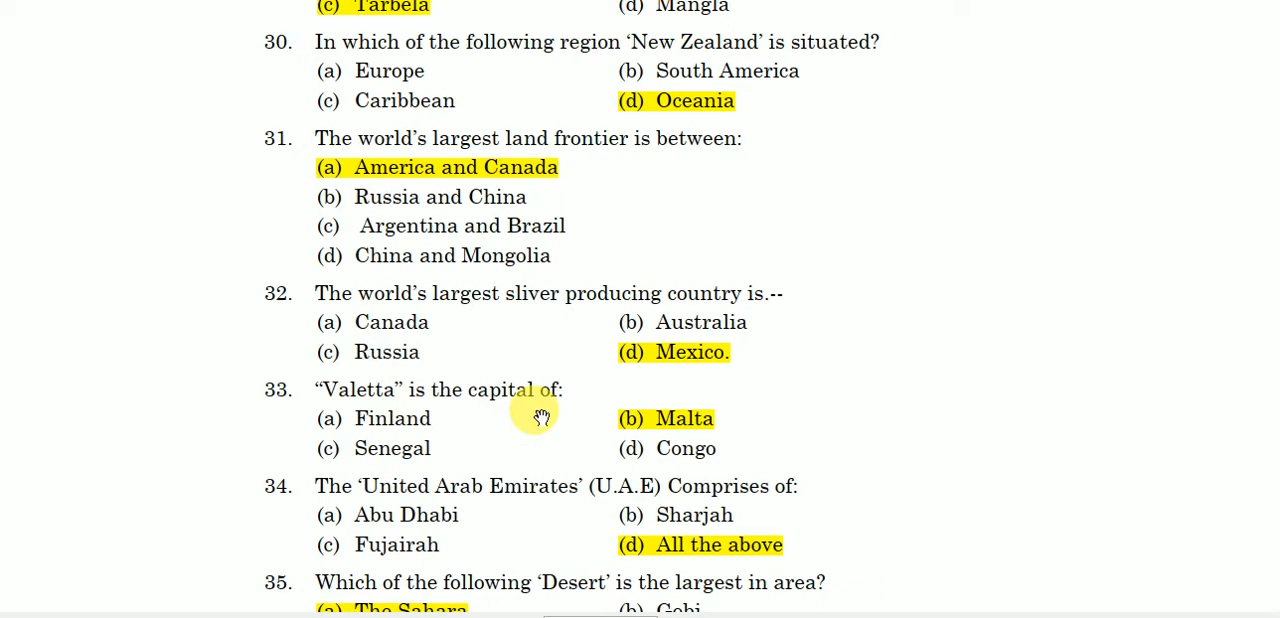 (c) Tarbela (d) Mangla
30. In which of the following region ‘New Zealand’ is situated?
(a) Europe (b) South America
(c) Caribbean (d) Oceania
31. The world’s largest land frontier is between:
(a) America and Canada
(b) Russia and China
(c) Argentina and Brazil
(d) China and Mongolia
32. The world’s largest sliver producing country is.--
(a) Canada (b) Australia
(c) Russia (d) Mexico.
33. “Valetta” is the capital of:
(a) Finland (b) Malta
(c) Senegal (d) Congo
34. The ‘United Arab Emirates’ (U.A.E) Comprises of:
(a) Abu Dhabi (b) Sharjah
(c) Fujairah (d) All the above
35. Which of the following ‘Desert’ is the largest in area?
(a) The Sahara (b) Gobi